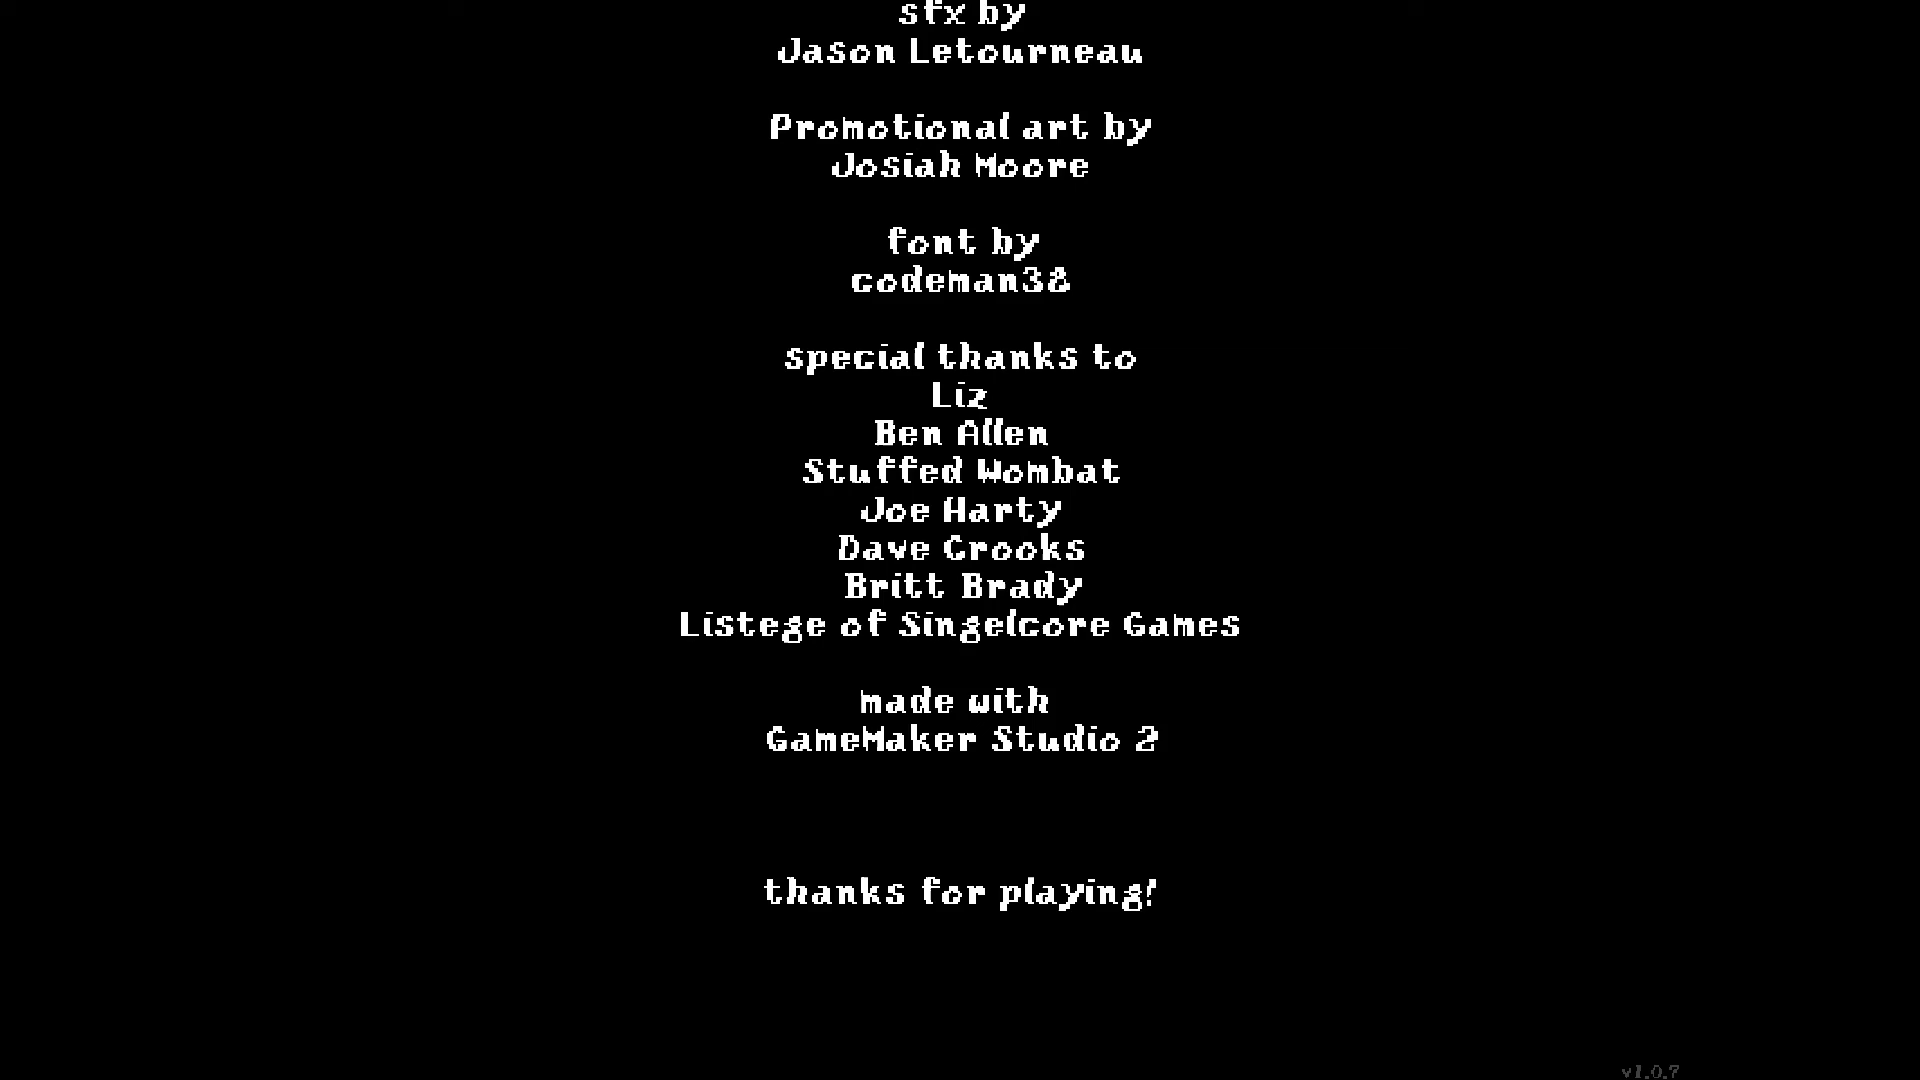 sfx by
Jason Letourneau
Promotional art by
Josiah Moore
font by
codeman38
special thanks to
Liz
Ben Allen
Stuffed Wombat
Joe Harty
Dave Crooks
Britt Brady
Listege of Singelcore Games
made with
GameMaker Studio 2
thanks for playing!
v1.0.7